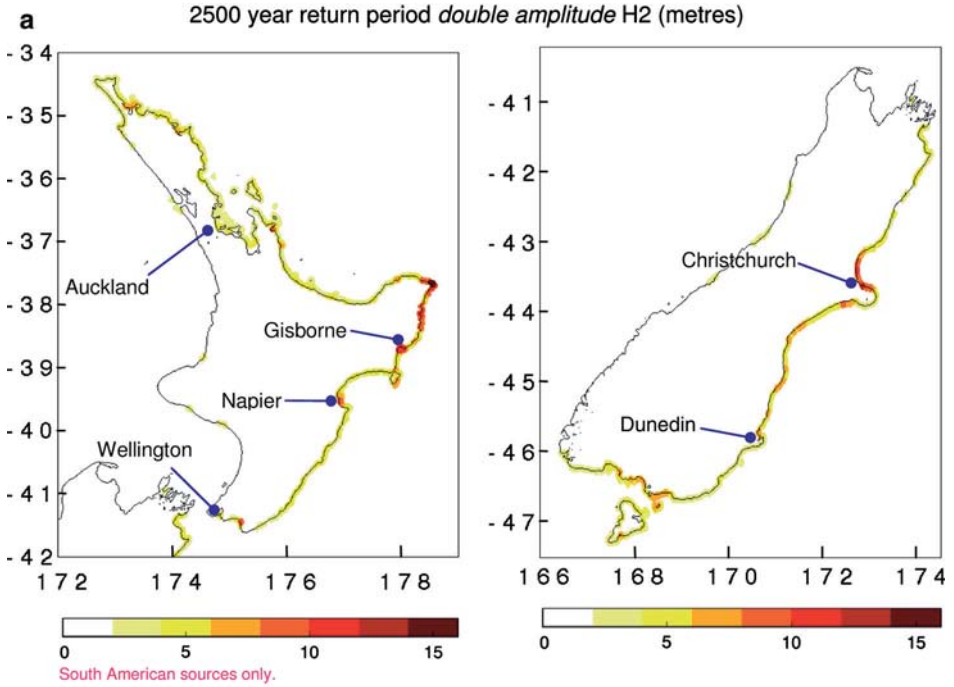 a
2500 year return period double amplitude H2 (metres)
- 3 4
- 3 5
- 3 6
- 3 7
- 3 8
- 3 9
- 4 0
- 4 1
- 4 2
1 7 2
1 7 4
1 7 6
1 7 8
Auckland
Gisborne
Napier
Wellington
0
5
10
15
South American sources only.
- 4 1
- 4 2
- 4 3
- 4 4
- 4 5
- 4 6
- 4 7
1 6 6
1 6 8
1 7 0
1 7 2
1 7 4
Christchurch
Dunedin
0
5
10
15